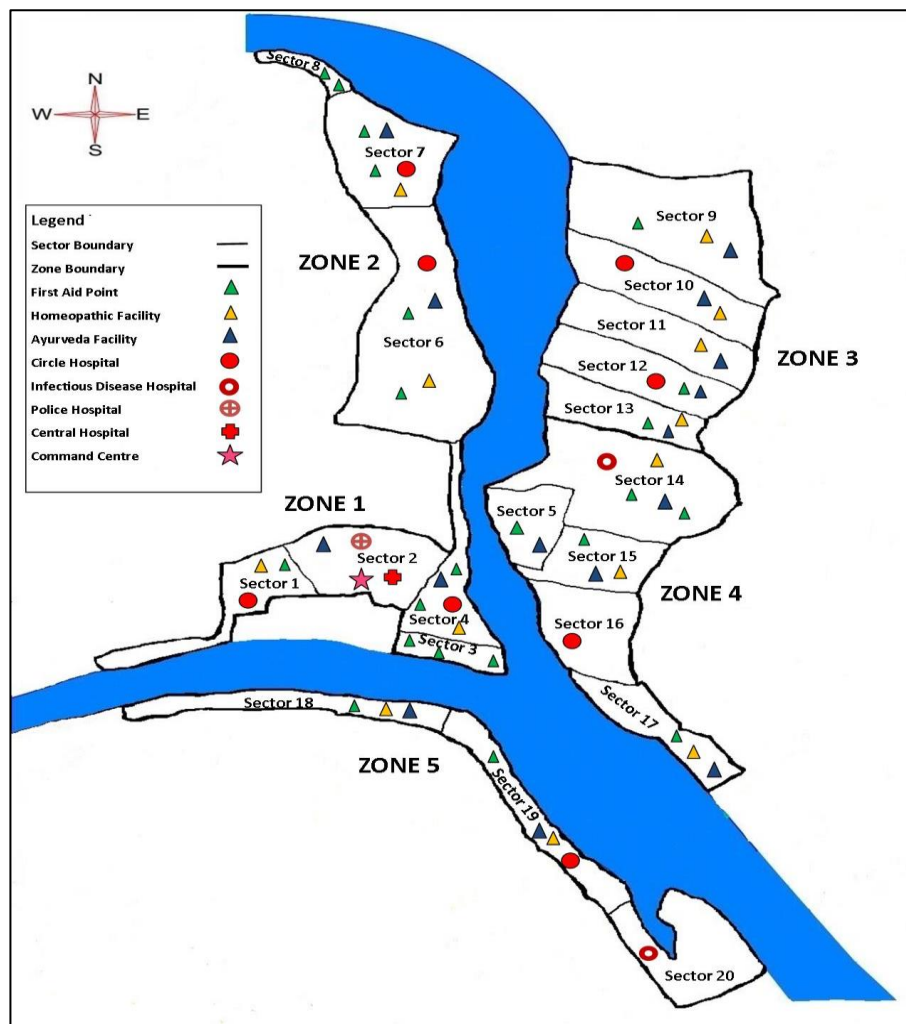 Sector 8
N
W
E
S
Sector 7
Sector 9
Legend
Sector Boundary
Zone Boundary
First Aid Point
Homeopathic Facility
Ayurveda Facility
Circle Hospital
Infectious Disease Hospital
Police Hospital
Central Hospital
Command Centre
ZONE 2
Sector 10
Sector 11
Sector 6
Sector 12
ZONE 3
Sector 13
Sector 14
ZONE 1
Sector 5
Sector 2
Sector 15
Sector 1
ZONE 4
Sector 4
Sector 16
Sector 3
Sector 18
Sector 17
ZONE 5
Sector 19
Sector 20